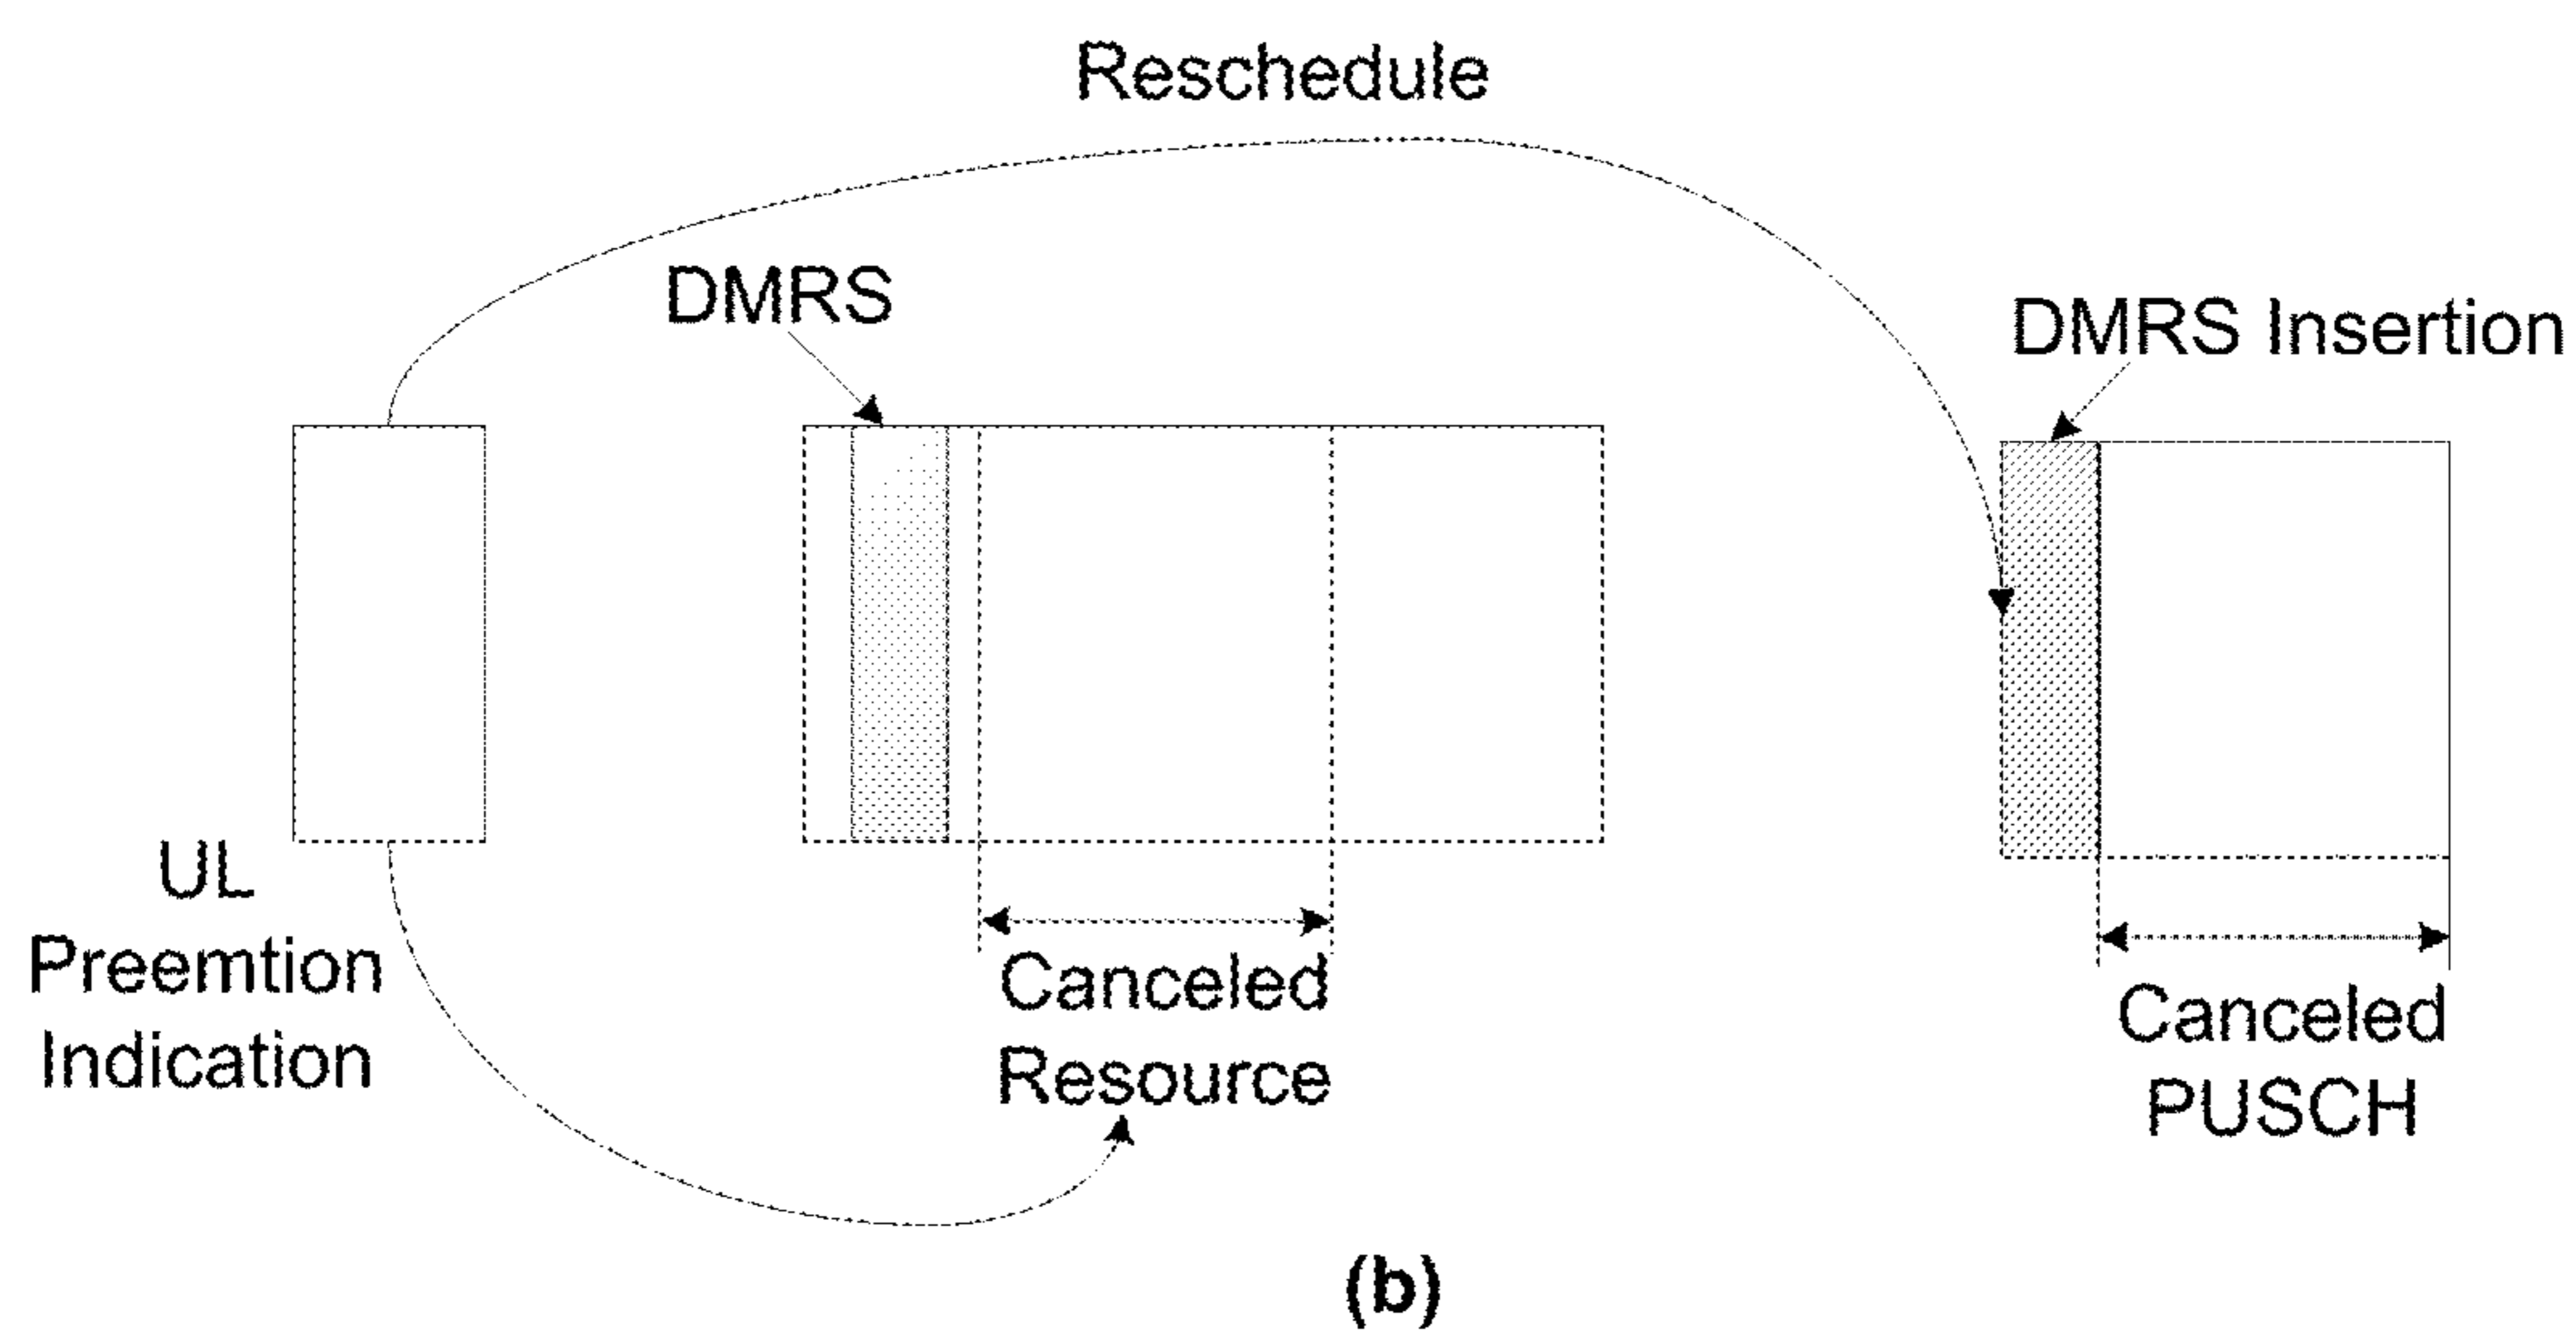 Reschedule
DMRS
DMRS Insertion
UL
Preemtion
Indication
Canceled
Resource
Canceled
PUSCH
(b)